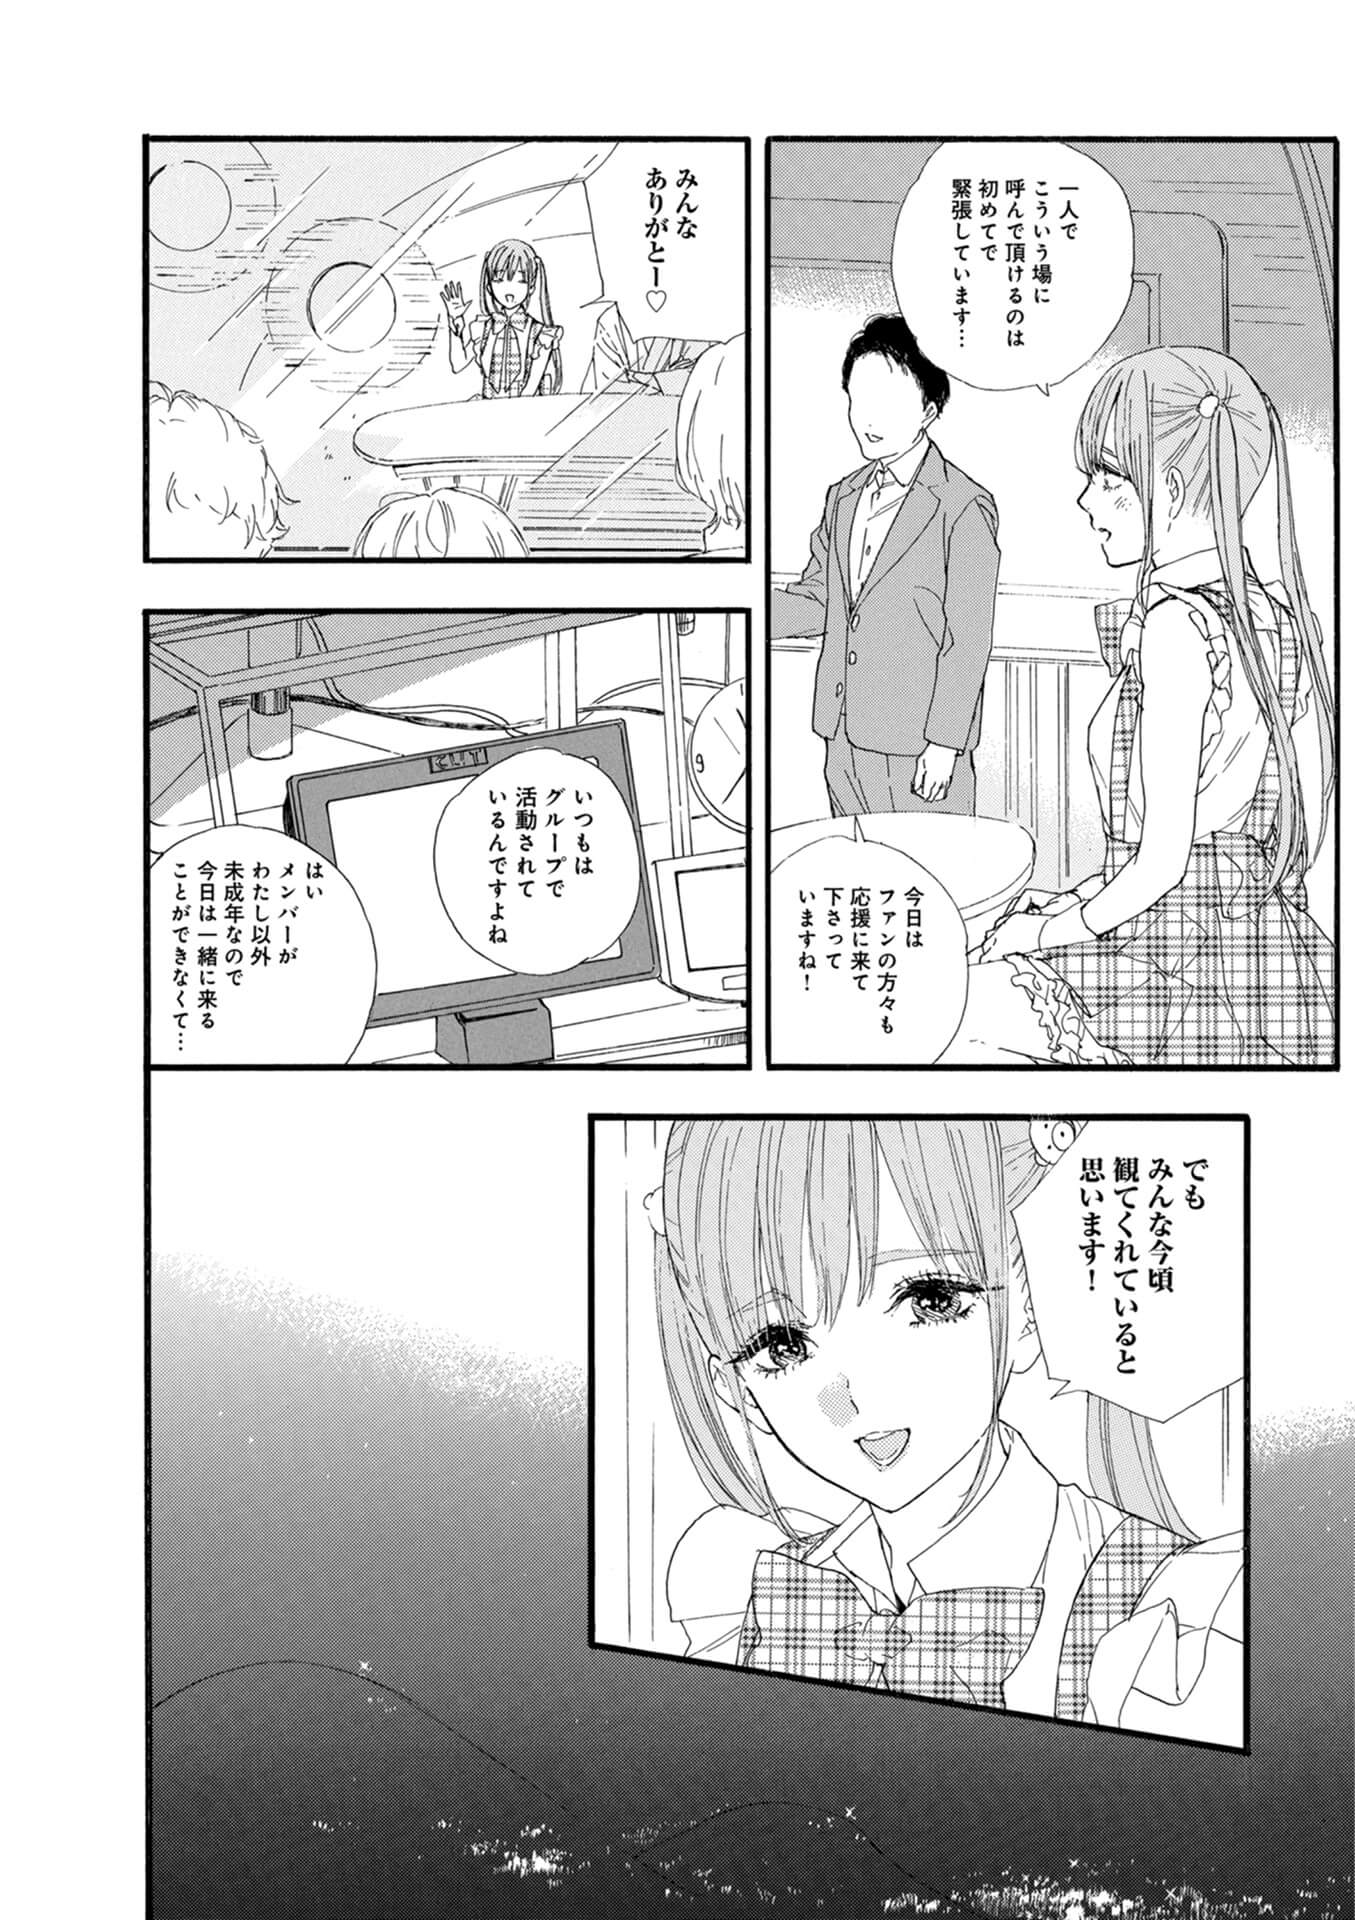 一人で
こういう場に
呼んで頂けるのは
初めてで
緊張しています…
今日は
ファンの方々も
応援に来て
下さって
いますね！
みんな
ありがとー♡
CUT
9
いつもは
グループで
活動されて
いるんですよね
はい
メンバーが
わたし以外
未成年なので
今日は一緒に来る
ことができなくて…
でも
みんな今頃
観てくれていると
思います！